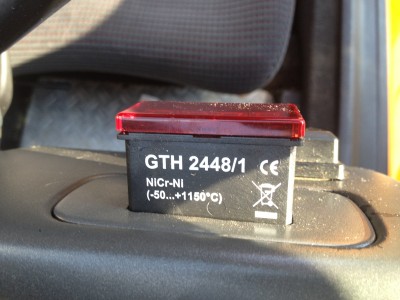 GTH 2448/1 CE
NiCr-Ni
(-50...+1150°C)